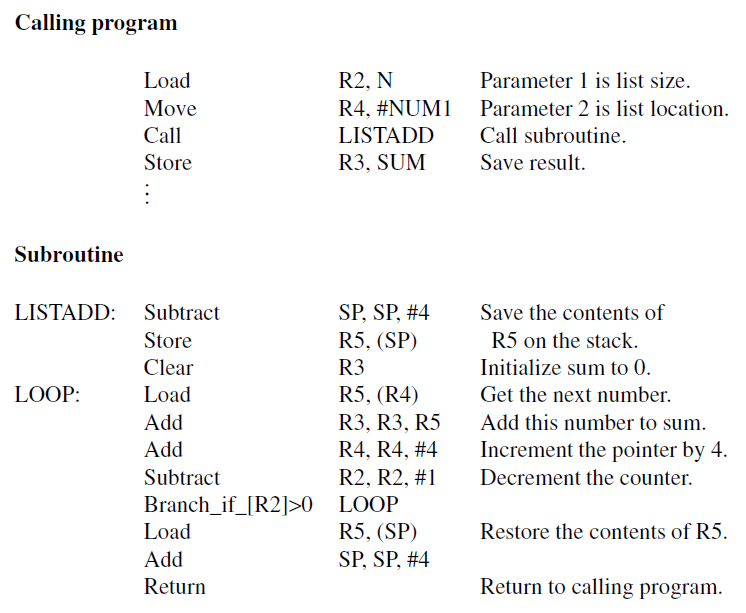 Calling program
Load R2, N Parameter 1 is list size.
Move R4, #NUM1 Parameter 2 is list location.
Call LISTADD Call subroutine.
Store R3, SUM Save result.
⋮
Subroutine
LISTADD: Subtract SP, SP, #4 Save the contents of
Store R5, (SP) R5 on the stack.
Clear R3 Initialize sum to 0.
LOOP: Load R5, (R4) Get the next number.
Add R3, R3, R5 Add this number to sum.
Add R4, R4, #4 Increment the pointer by 4.
Subtract R2, R2, #1 Decrement the counter.
Branch_if_[R2]>0 LOOP
Load R5, (SP) Restore the contents of R5.
Add SP, SP, #4
Return Return to calling program.